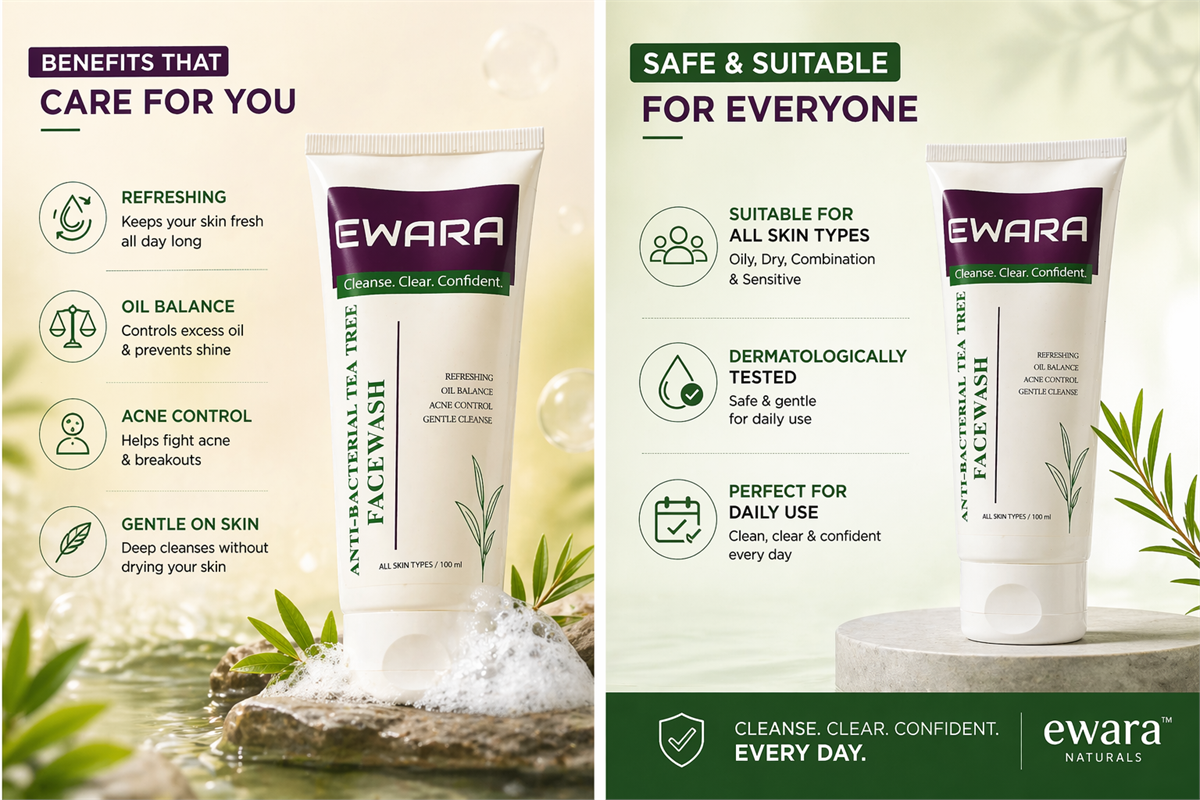 BENEFITS THAT
CARE FOR YOU
REFRESHING
Keeps your skin fresh
all day long
OIL BALANCE
Controls excess oil
& prevents shine
ACNE CONTROL
Helps fight acne
& breakouts
GENTLE ON SKIN
Deep cleanses without
drying your skin
EWARA
Cleanse. Clear. Confident.
ANTI-BACTERIAL TEA TREE
FACEWASH
REFRESHING
OIL BALANCE
ACNE CONTROL
GENTLE CLEANSE
ALL SKIN TYPES / 100 ml
SAFE & SUITABLE
FOR EVERYONE
SUITABLE FOR
ALL SKIN TYPES
Oily, Dry, Combination
& Sensitive
DERMATOLOGICALLY
TESTED
Safe & gentle
for daily use
PERFECT FOR
DAILY USE
Clean, clear & confident
every day
EWARA
Cleanse. Clear. Confident.
ANTI-BACTERIAL TEA TREE
FACEWASH
REFRESHING
OIL BALANCE
ACNE CONTROL
GENTLE CLEANSE
ALL SKIN TYPES / 100 ml
CLEANSE. CLEAR. CONFIDENT.
EVERY DAY.
ewara™
NATURALS